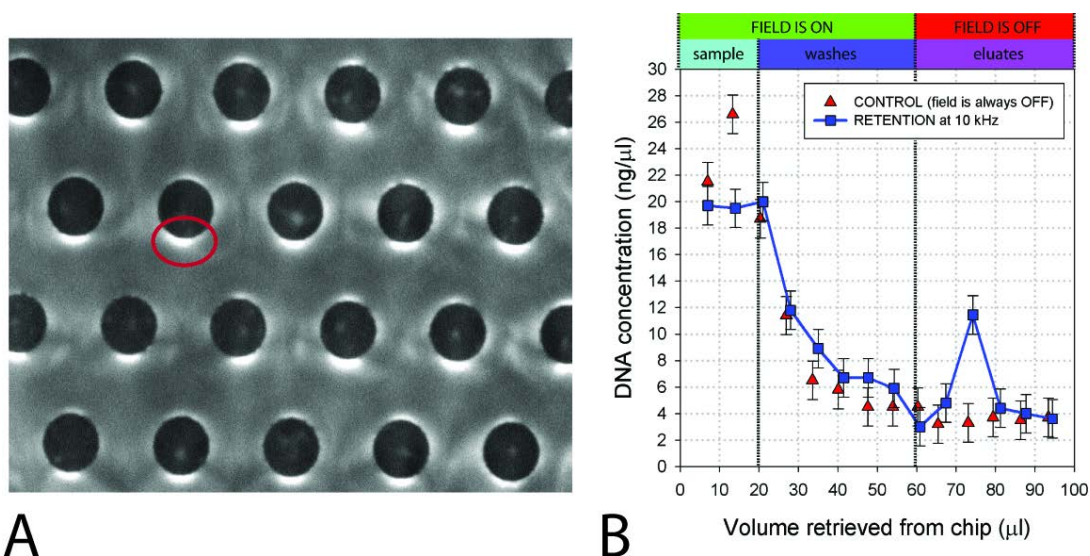 FIELD IS ON FIELD IS OFF
sample washes eluates
30
28
26
24
22
20
18
16
14
12
10
8
6
4
2
0
DNA concentration (ng/μl)
CONTROL (field is always OFF)
RETENTION at 10 kHz
0 10 20 30 40 50 60 70 80 90 100
Volume retrieved from chip (μl)
A
B